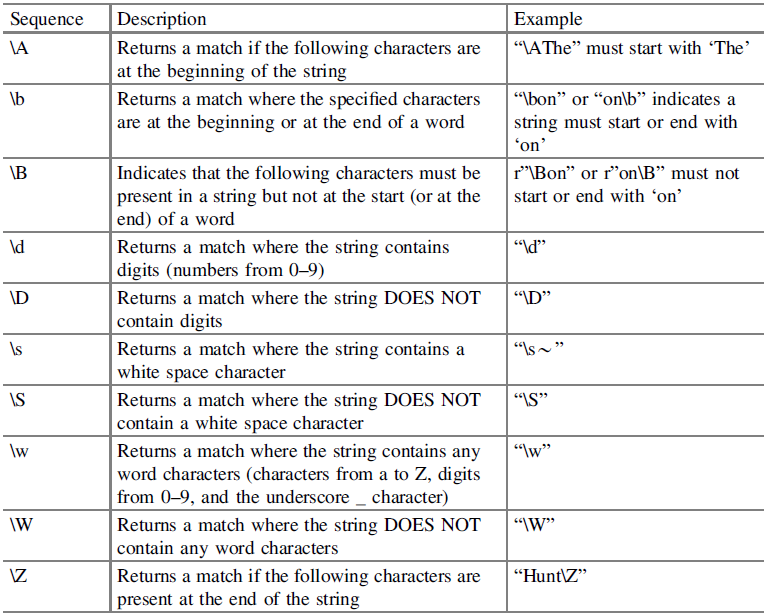 Sequence Description Example
\A Returns a match if the following characters are “\AThe” must start with ‘The’
at the beginning of the string
\b Returns a match where the specified characters “\bon” or “on\b” indicates a
are at the beginning or at the end of a word string must start or end with
‘on’
\B Indicates that the following characters must be r”\Bon” or r”on\B” must not
present in a string but not at the start (or at the start or end with ‘on’
end) of a word
\d Returns a match where the string contains “\d”
digits (numbers from 0–9)
\D Returns a match where the string DOES NOT “\D”
contain digits
\s Returns a match where the string contains a “\s~”
white space character
\S Returns a match where the string DOES NOT “\S”
contain a white space character
\w Returns a match where the string contains any “\w”
word characters (characters from a to Z, digits
from 0–9, and the underscore _ character)
\W Returns a match where the string DOES NOT “\W”
contain any word characters
\Z Returns a match if the following characters are “Hunt\Z”
present at the end of the string